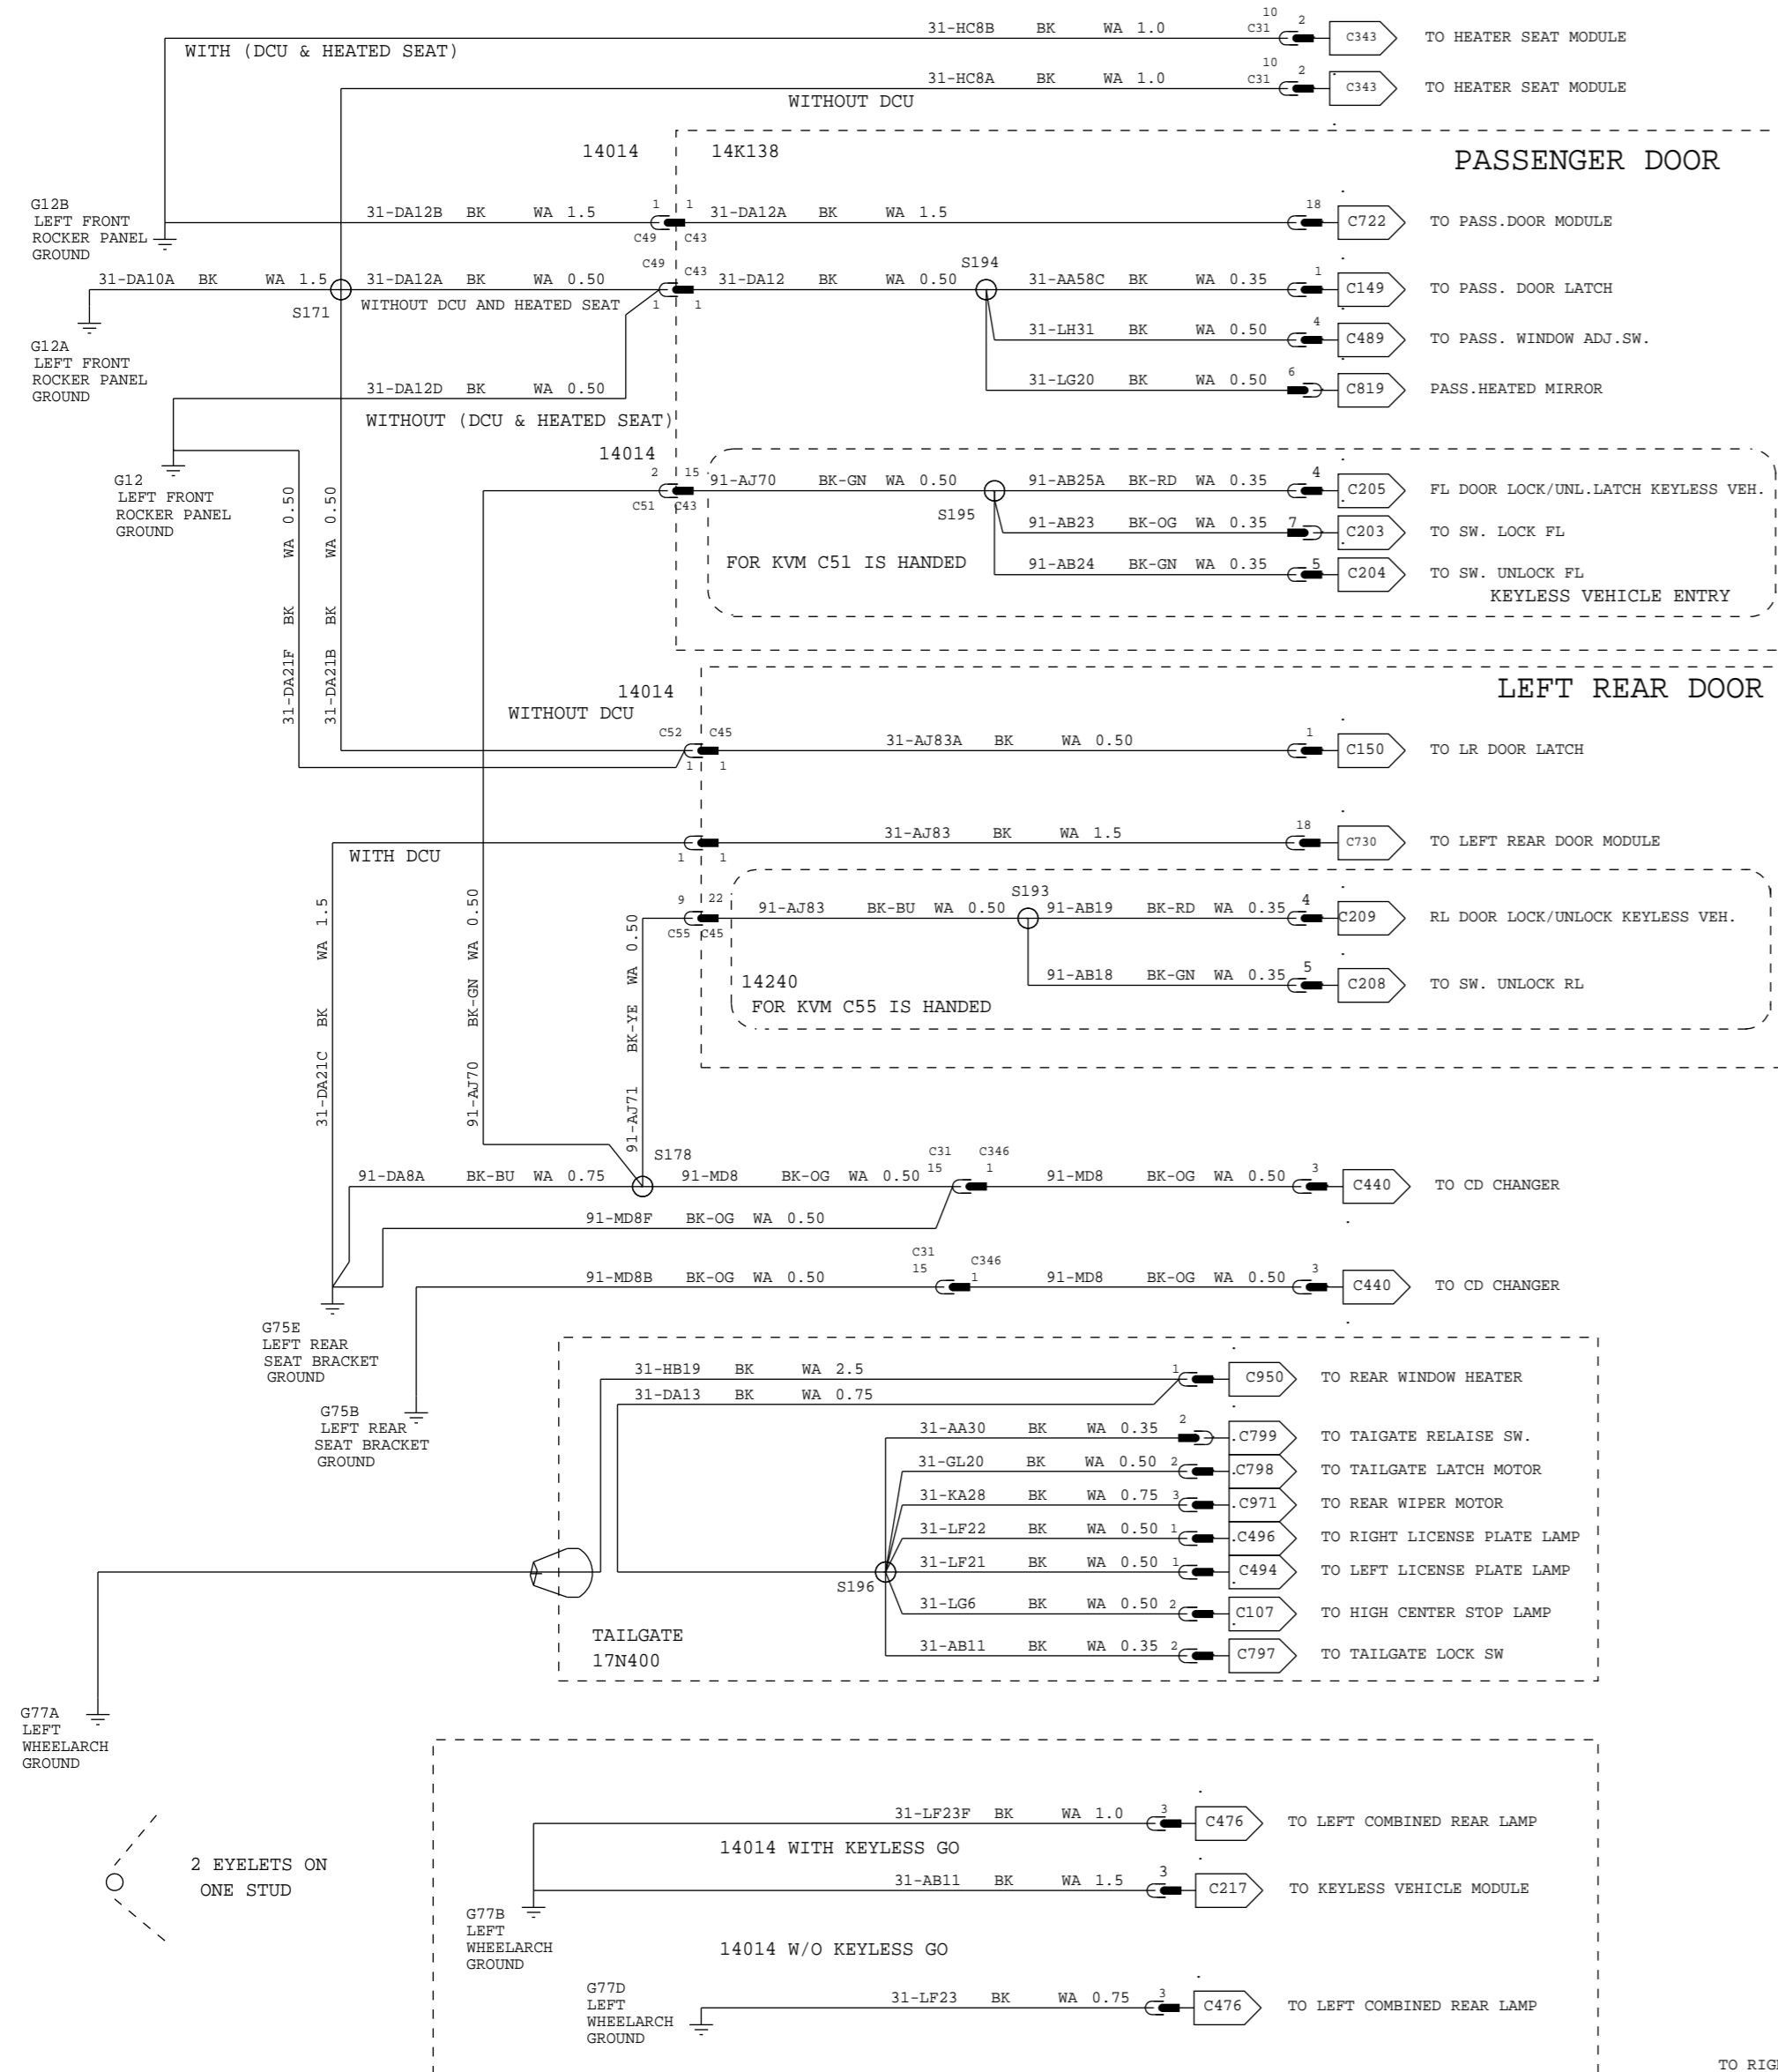 31-HC8B BK WA 1.0 10 C31 2 C343 TO HEATER SEAT MODULE
WITH (DCU & HEATED SEAT)
31-HC8A BK WA 1.0 10 C31 2 C343 TO HEATER SEAT MODULE
WITHOUT DCU
14014 14K138 PASSENGER DOOR
G12B
LEFT FRONT
ROCKER PANEL
GROUND
31-DA12B BK WA 1.5 1 1 31-DA12A BK WA 1.5 18 C722 TO PASS.DOOR MODULE
C49 C43
C49 C43 S194
31-DA10A BK WA 1.5 31-DA12A BK WA 0.50 31-DA12 BK WA 0.50 31-AA58C BK WA 0.35 1 C149 TO PASS. DOOR LATCH
S171 WITHOUT DCU AND HEATED SEAT 1 1
31-LH31 BK WA 0.50 4 C489 TO PASS. WINDOW ADJ.SW.
G12A
LEFT FRONT
ROCKER PANEL
GROUND
31-DA12D BK WA 0.50 31-LG20 BK WA 0.50 6 C819 PASS.HEATED MIRROR
WITHOUT (DCU & HEATED SEAT)
14014
G12
LEFT FRONT
ROCKER PANEL
GROUND
2 15 91-AJ70 BK-GN WA 0.50 91-AB25A BK-RD WA 0.35 4 C205 FL DOOR LOCK/UNL.LATCH KEYLESS VEH.
C51 C43 S195
91-AB23 BK-OG WA 0.35 7 C203 TO SW. LOCK FL
FOR KVM C51 IS HANDED 91-AB24 BK-GN WA 0.35 5 C204 TO SW. UNLOCK FL
KEYLESS VEHICLE ENTRY
31-DA21F BK WA 0.50
31-DA21B BK WA 0.50
14014 LEFT REAR DOOR
WITHOUT DCU
C52 C45 31-AJ83A BK WA 0.50 1 C150 TO LR DOOR LATCH
1 1
31-AJ83 BK WA 1.5 18 C730 TO LEFT REAR DOOR MODULE
WITH DCU 1 1
S193
9 22 91-AJ83 BK-BU WA 0.50 91-AB19 BK-RD WA 0.35 4 C209 RL DOOR LOCK/UNLOCK KEYLESS VEH.
C55 C45
14240 91-AB18 BK-GN WA 0.35 5 C208 TO SW. UNLOCK RL
FOR KVM C55 IS HANDED
31-DA21C BK WA 1.5
91-AJ70 BK-GN WA 0.50
91-AJ71 BK-YE WA 0.50
S178 C31 C346
91-DA8A BK-BU WA 0.75 91-MD8 BK-OG WA 0.50 15 1 91-MD8 BK-OG WA 0.50 3 C440 TO CD CHANGER
91-MD8F BK-OG WA 0.50
C31 C346
91-MD8B BK-OG WA 0.50 15 1 91-MD8 BK-OG WA 0.50 3 C440 TO CD CHANGER
G75E
LEFT REAR
SEAT BRACKET
GROUND
G75B
LEFT REAR
SEAT BRACKET
GROUND
31-HB19 BK WA 2.5 1 C950 TO REAR WINDOW HEATER
31-DA13 BK WA 0.75
31-AA30 BK WA 0.35 2 C799 TO TAIGATE RELAISE SW.
31-GL20 BK WA 0.50 2 C798 TO TAILGATE LATCH MOTOR
31-KA28 BK WA 0.75 3 C971 TO REAR WIPER MOTOR
31-LF22 BK WA 0.50 1 C496 TO RIGHT LICENSE PLATE LAMP
31-LF21 BK WA 0.50 1 C494 TO LEFT LICENSE PLATE LAMP
S196
31-LG6 BK WA 0.50 2 C107 TO HIGH CENTER STOP LAMP
31-AB11 BK WA 0.35 2 C797 TO TAILGATE LOCK SW
TAILGATE
17N400
G77A
LEFT
WHEELARCH
GROUND
31-LF23F BK WA 1.0 3 C476 TO LEFT COMBINED REAR LAMP
14014 WITH KEYLESS GO
2 EYELETS ON
ONE STUD
31-AB11 BK WA 1.5 3 C217 TO KEYLESS VEHICLE MODULE
G77B
LEFT
WHEELARCH
GROUND
14014 W/O KEYLESS GO
G77D
LEFT
WHEELARCH
GROUND
31-LF23 BK WA 0.75 3 C476 TO LEFT COMBINED REAR LAMP
TO